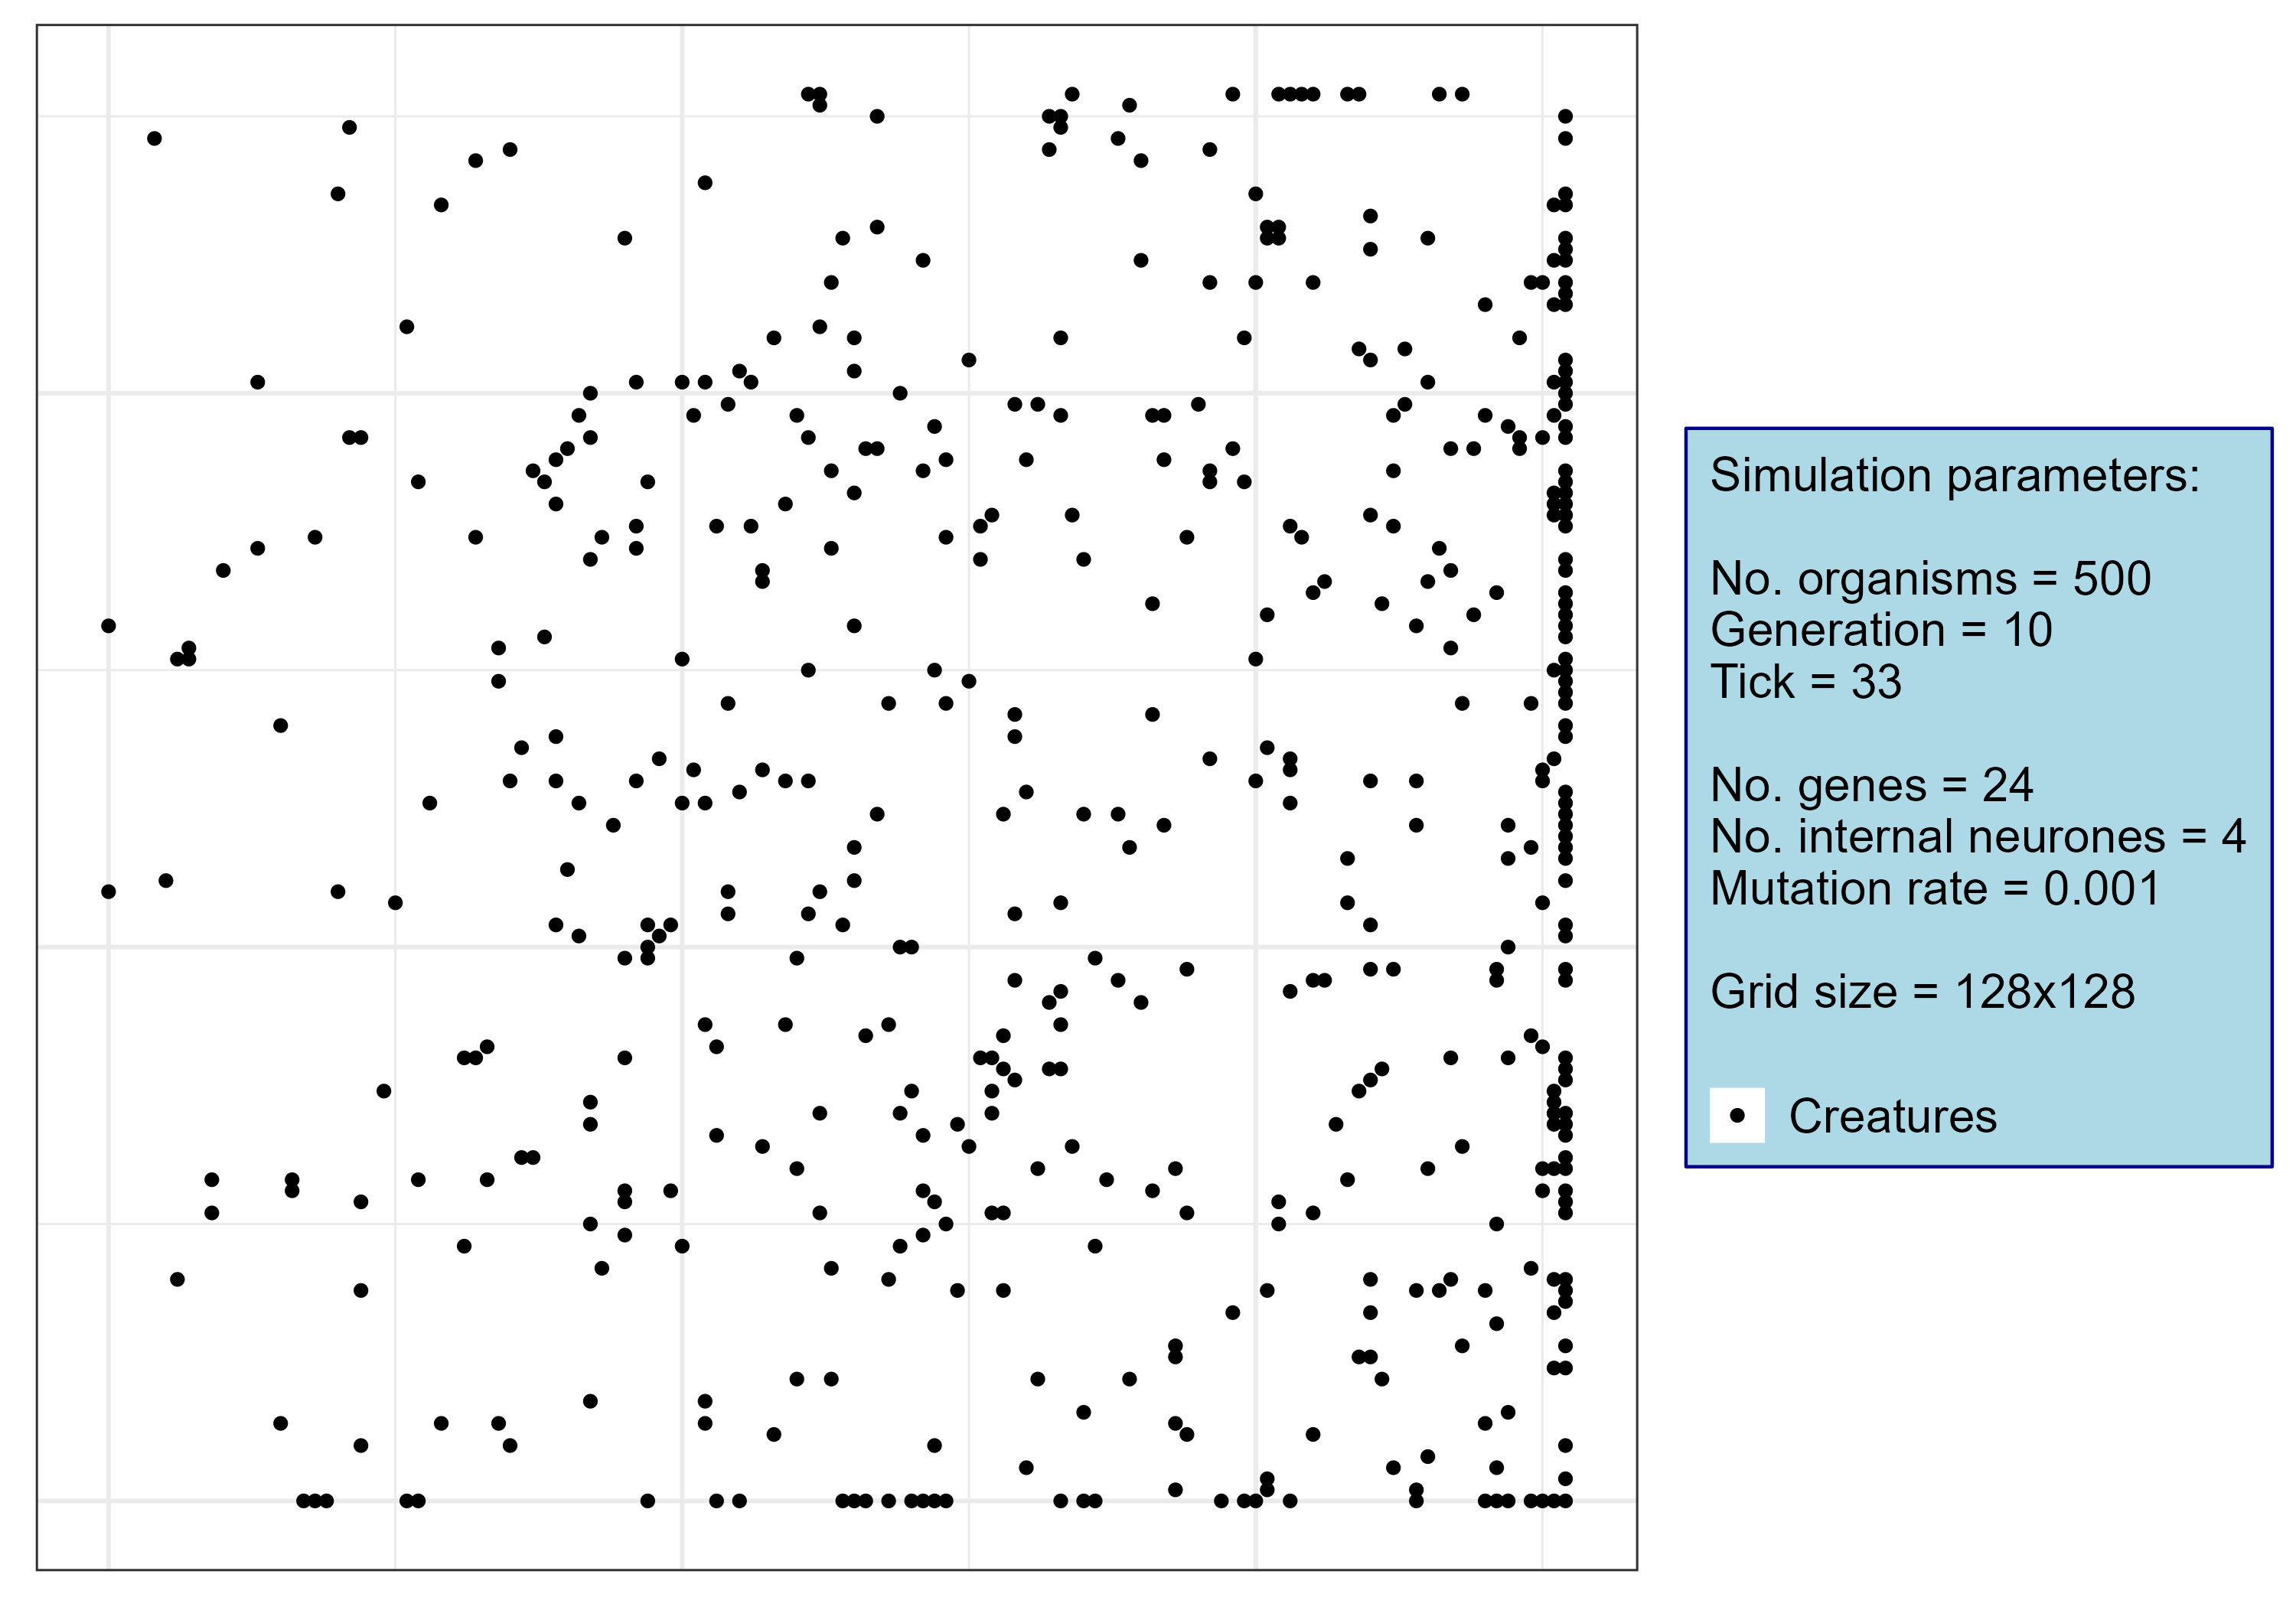 Simulation parameters:
No. organisms = 500
Generation = 10
Tick = 33
No. genes = 24
No. internal neurones = 4
Mutation rate = 0.001
Grid size = 128x128
Creatures